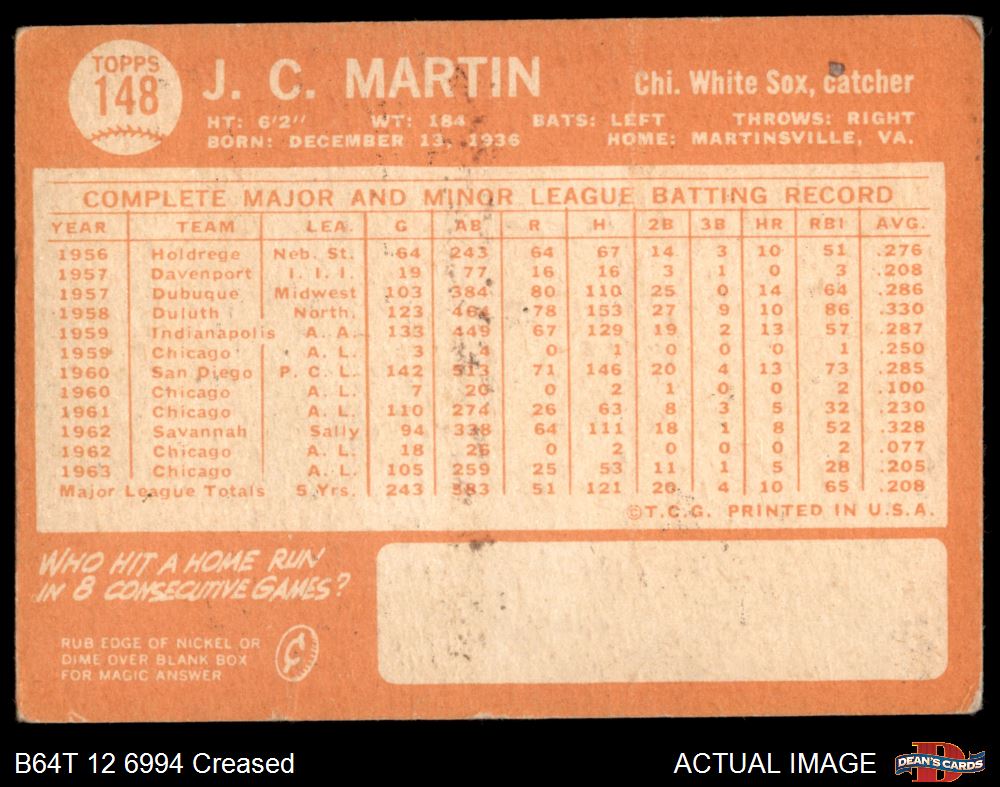 TOPPS
148
J. C. MARTIN
Chi. White Sox, catcher
HT: 6'2" WT: 184 BATS: LEFT THROWS: RIGHT
BORN: DECEMBER 13, 1936 HOME: MARTINSVILLE, VA.
COMPLETE MAJOR AND MINOR LEAGUE BATTING RECORD
YEAR TEAM LEA. G AB R H 2B 3B HR RBI AVG.
1956 Holdrege Neb. St. 64 243 64 67 14 3 10 51 .276
1957 Davenport I. I. I. 19 77 16 16 3 1 0 3 .208
1957 Dubuque Midwest 103 384 80 110 25 0 14 64 .286
1958 Duluth North. 123 464 78 153 27 9 10 86 .330
1959 Indianapolis A. A. 133 449 67 129 19 2 13 57 .287
1959 Chicago A. L. 3 4 0 1 0 0 0 1 .250
1960 San Diego P. C. L. 142 513 71 146 20 4 13 73 .285
1960 Chicago A. L. 7 20 0 2 1 0 0 2 .100
1961 Chicago A. L. 110 274 26 63 8 3 5 32 .230
1962 Savannah Sally 94 338 64 111 18 1 8 52 .328
1962 Chicago A. L. 18 26 0 2 0 0 0 2 .077
1963 Chicago A. L. 105 259 25 53 11 1 5 28 .205
Major League Totals 5 Yrs. 243 583 51 121 20 4 10 65 .208
©T.C.G. PRINTED IN U.S.A.
WHO HIT A HOME RUN
IN 8 CONSECUTIVE GAMES?
RUB EDGE OF NICKEL OR
DIME OVER BLANK BOX
FOR MAGIC ANSWER
¢
B64T 12 6994 Creased
ACTUAL IMAGE
DEAN'S CARDS